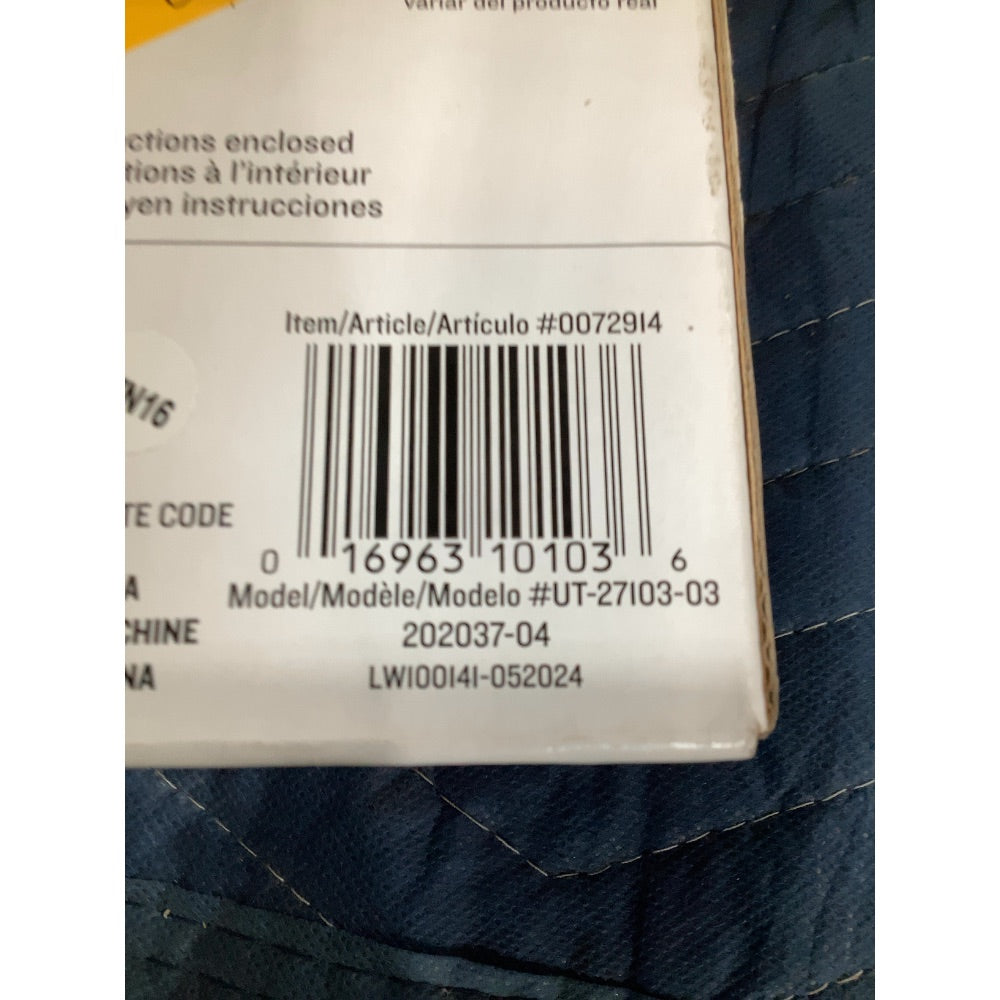 variar del producto real
ctions enclosed
tions à l'intérieur
yen instrucciones
Item/Article/Artículo #0072914
N16
TE CODE
0 16963 10103 6
A
Model/Modèle/Modelo #UT-27103-03
CHINE
202037-04
NA
LW100141-052024